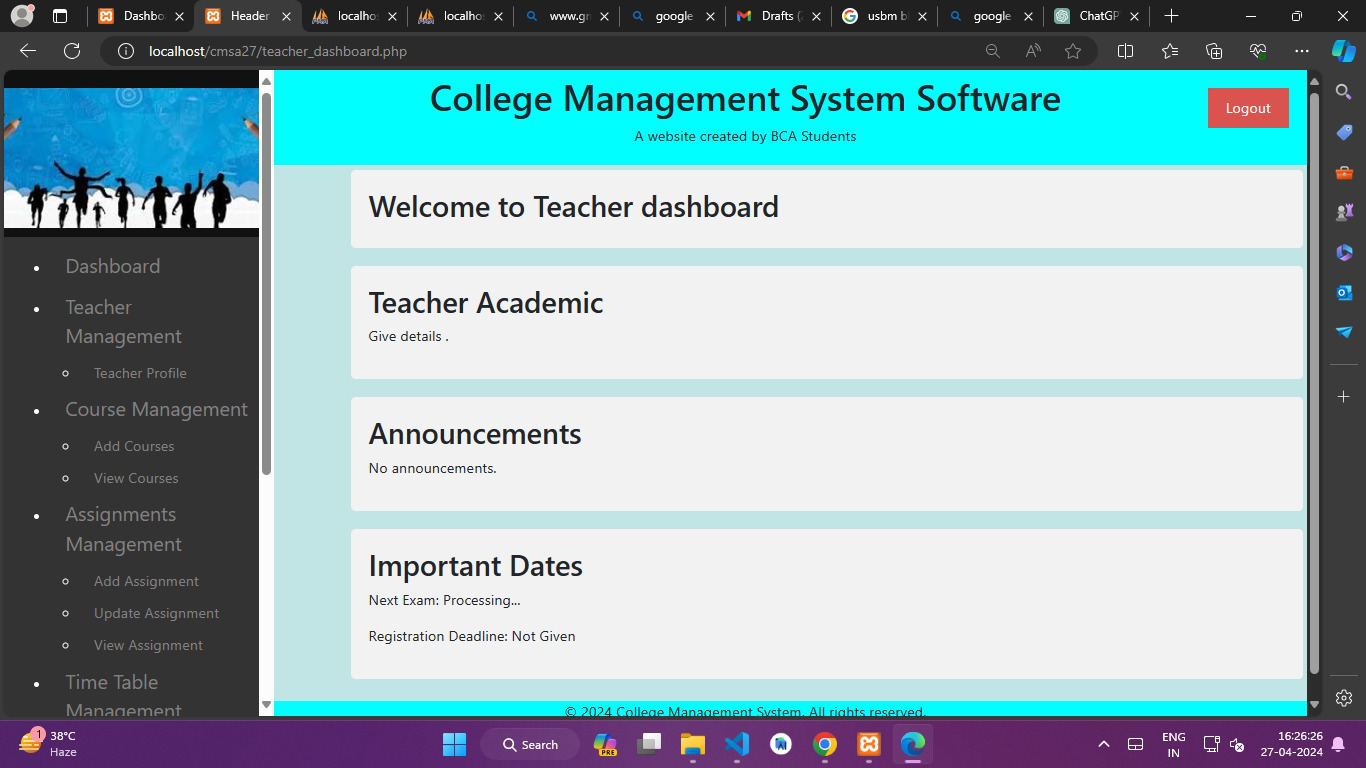 Dashbo
Header
localhos
localhos
www.gn
google
Drafts (
usbm bl
google
ChatGP
localhost/cmsa27/teacher_dashboard.php
College Management System Software
A website created by BCA Students
Logout
Dashboard
Teacher
Management
Teacher Profile
Course Management
Add Courses
View Courses
Assignments
Management
Add Assignment
Update Assignment
View Assignment
Time Table
Management
Welcome to Teacher dashboard
Teacher Academic
Give details .
Announcements
No announcements.
Important Dates
Next Exam: Processing...
Registration Deadline: Not Given
© 2024 College Management System. All rights reserved.
1
38°C
Haze
Search
PRE
ENG
IN
16:26:26
27-04-2024